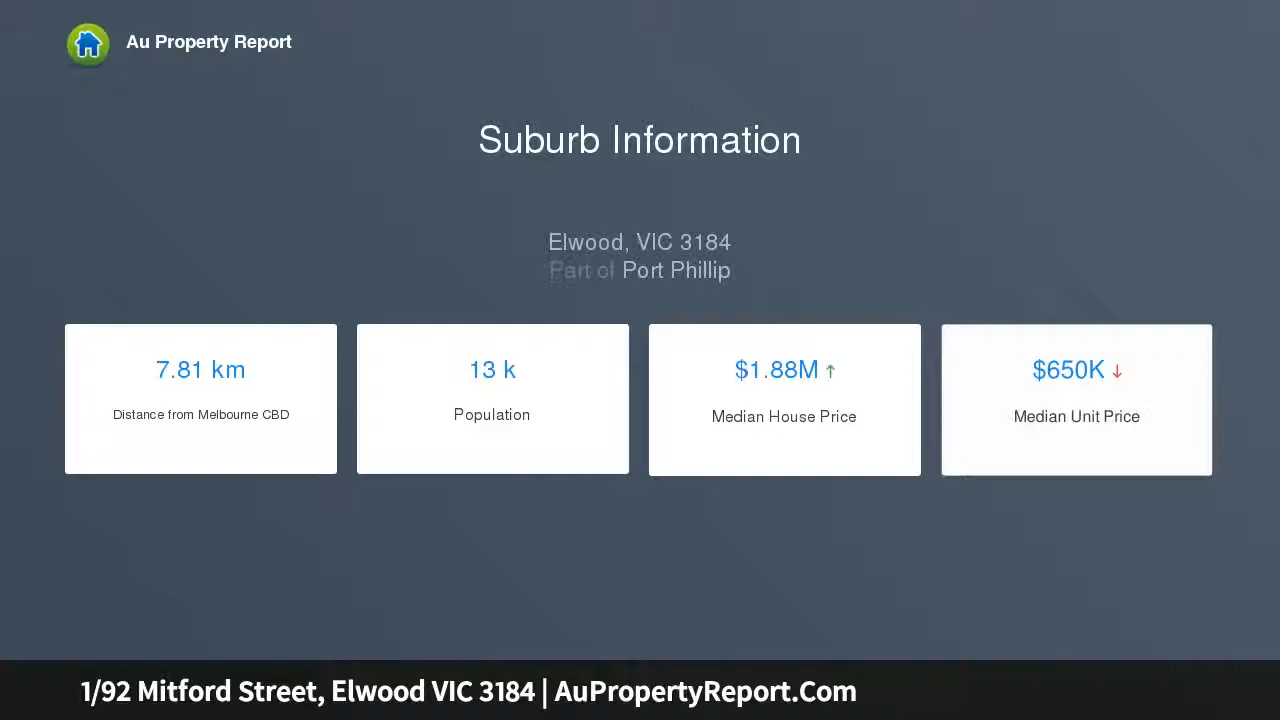 Au Property Report
Suburb Information
Elwood, VIC 3184
Part of Port Phillip
7.81 km
Distance from Melbourne CBD
13 k
Population
$1.88M ↑
Median House Price
$650K ↓
Median Unit Price
1/92 Mitford Street, Elwood VIC 3184 | AuPropertyReport.Com